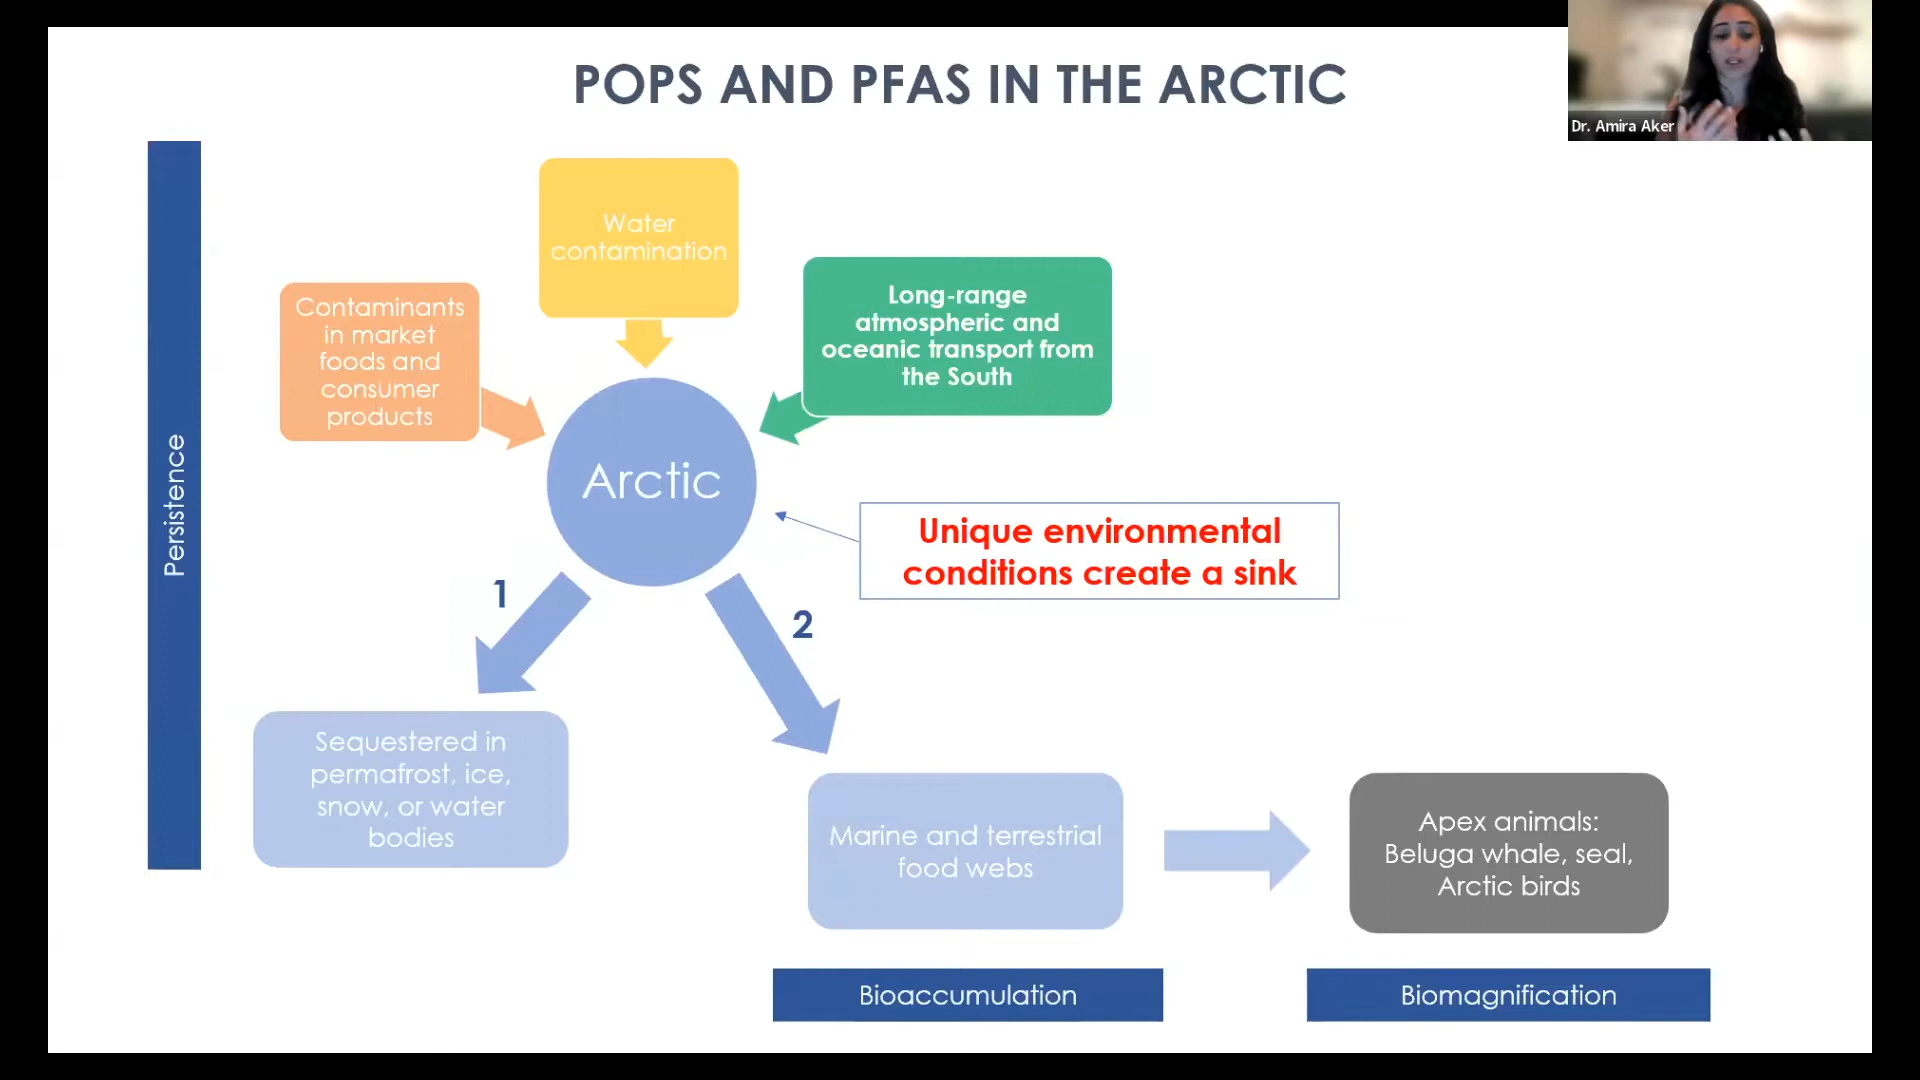 POPS AND PFAS IN THE ARCTIC
Dr. Amira Aker
Persistence
Water
contamination
Contaminants
in market
foods and
consumer
products
Long-range
atmospheric and
oceanic transport from
the South
Arctic
Unique environmental
conditions create a sink
1
2
Sequestered in
permafrost, ice,
snow, or water
bodies
Marine and terrestrial
food webs
Apex animals:
Beluga whale, seal,
Arctic birds
Bioaccumulation
Biomagnification